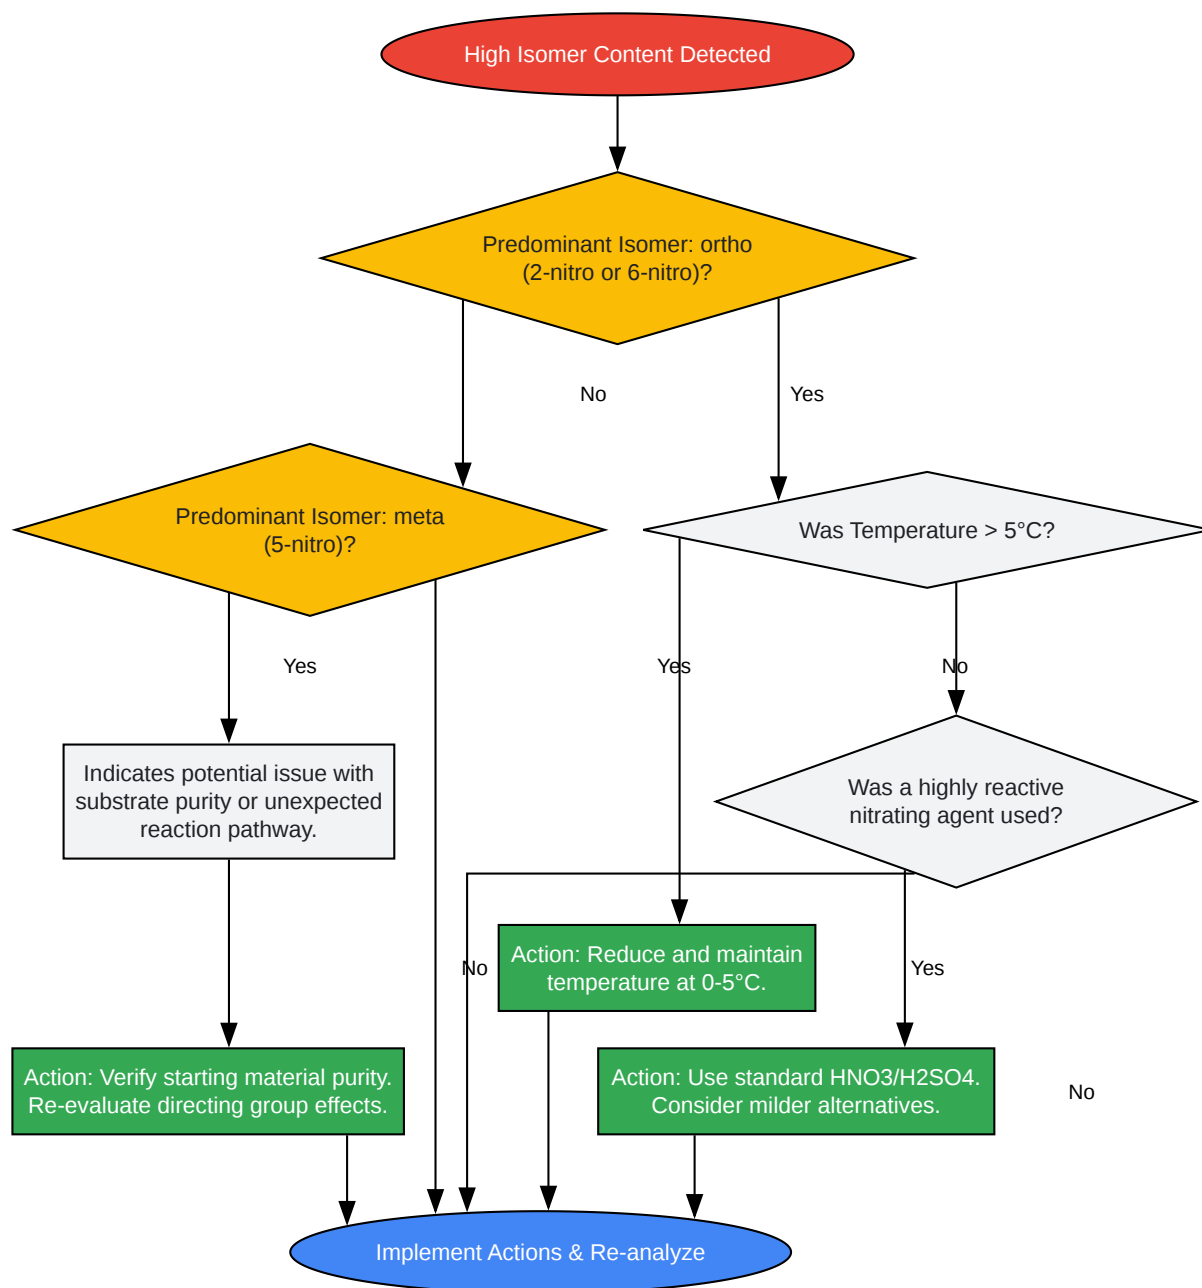 High Isomer Content Detected
Predominant Isomer: ortho
(2-nitro or 6-nitro)?
No
Yes
Predominant Isomer: meta
(5-nitro)?
Was Temperature > 5°C?
Yes
Yes
No
Indicates potential issue with
substrate purity or unexpected
reaction pathway.
Was a highly reactive
nitrating agent used?
Action: Reduce and maintain
temperature at 0-5°C.
No
Yes
Action: Verify starting material purity.
Re-evaluate directing group effects.
Action: Use standard HNO3/H2SO4.
Consider milder alternatives.
No
Implement Actions & Re-analyze